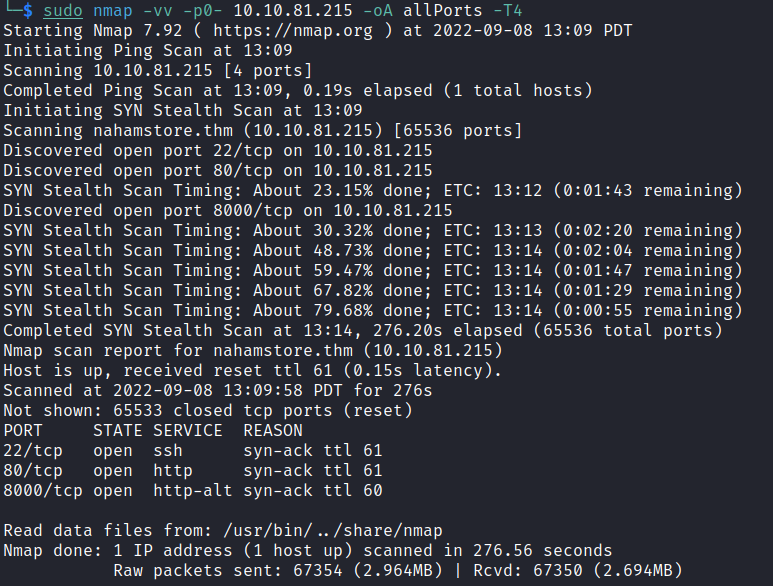 └─$ sudo nmap -vv -p0- 10.10.81.215 -oA allPorts -T4
Starting Nmap 7.92 ( https://nmap.org ) at 2022-09-08 13:09 PDT
Initiating Ping Scan at 13:09
Scanning 10.10.81.215 [4 ports]
Completed Ping Scan at 13:09, 0.19s elapsed (1 total hosts)
Initiating SYN Stealth Scan at 13:09
Scanning nahamstore.thm (10.10.81.215) [65536 ports]
Discovered open port 22/tcp on 10.10.81.215
Discovered open port 80/tcp on 10.10.81.215
SYN Stealth Scan Timing: About 23.15% done; ETC: 13:12 (0:01:43 remaining)
Discovered open port 8000/tcp on 10.10.81.215
SYN Stealth Scan Timing: About 30.32% done; ETC: 13:13 (0:02:20 remaining)
SYN Stealth Scan Timing: About 48.73% done; ETC: 13:14 (0:02:04 remaining)
SYN Stealth Scan Timing: About 59.47% done; ETC: 13:14 (0:01:47 remaining)
SYN Stealth Scan Timing: About 67.82% done; ETC: 13:14 (0:01:29 remaining)
SYN Stealth Scan Timing: About 79.68% done; ETC: 13:14 (0:00:55 remaining)
Completed SYN Stealth Scan at 13:14, 276.20s elapsed (65536 total ports)
Nmap scan report for nahamstore.thm (10.10.81.215)
Host is up, received reset ttl 61 (0.15s latency).
Scanned at 2022-09-08 13:09:58 PDT for 276s
Not shown: 65533 closed tcp ports (reset)
PORT     STATE SERVICE  REASON
22/tcp   open  ssh      syn-ack ttl 61
80/tcp   open  http     syn-ack ttl 61
8000/tcp open  http-alt syn-ack ttl 60
Read data files from: /usr/bin/../share/nmap
Nmap done: 1 IP address (1 host up) scanned in 276.56 seconds
           Raw packets sent: 67354 (2.964MB) | Rcvd: 67350 (2.694MB)